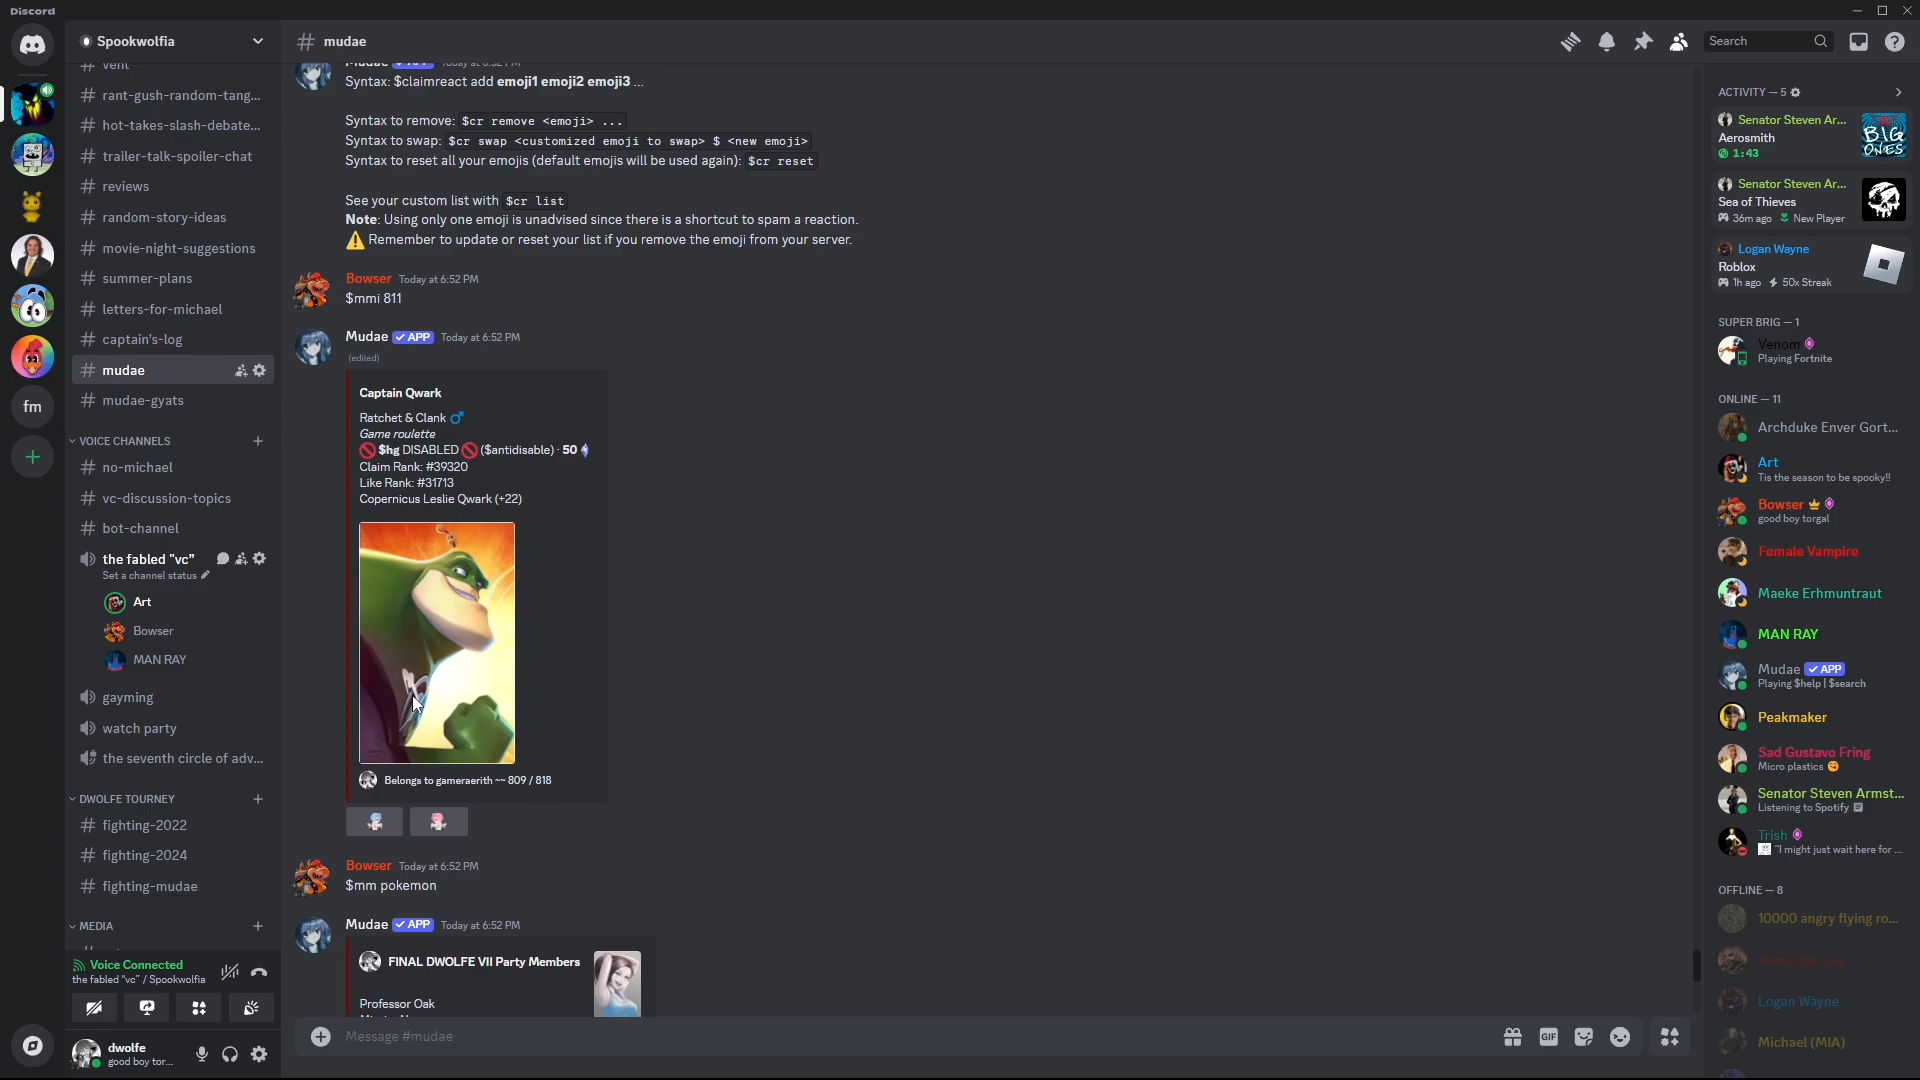 Discord
Spookwolfia
# mudae
Search
vent
rant-gush-random-tang...
hot-takes-slash-debate...
trailer-talk-spoiler-chat
reviews
random-story-ideas
movie-night-suggestions
summer-plans
letters-for-michael
captain's-log
mudae
mudae-gyats
VOICE CHANNELS
no-michael
vc-discussion-topics
bot-channel
the fabled "vc"
Set a channel status
Art
Bowser
MAN RAY
gayming
watch party
the seventh circle of adv...
DWOLFE TOURNEY
fighting-2022
fighting-2024
fighting-mudae
MEDIA
Voice Connected
the fabled "vc" / Spookwolfia
dwolfe
good boy tor...
fm
Mudae APP Today at 6:52 PM
Syntax: $claimreact add emoji1 emoji2 emoji3 ...
Syntax to remove: $cr remove <emoji> ...
Syntax to swap: $cr swap <customized emoji to swap> $ <new emoji>
Syntax to reset all your emojis (default emojis will be used again): $cr reset
See your custom list with $cr list
Note: Using only one emoji is unadvised since there is a shortcut to spam a reaction.
⚠️ Remember to update or reset your list if you remove the emoji from your server.
Bowser Today at 6:52 PM
$mmi 811
Mudae ✓ APP Today at 6:52 PM
(edited)
Captain Qwark
Ratchet & Clank ♂
Game roulette
🚫 $hg DISABLED 🚫 ($antidisable) · 50
Claim Rank: #39320
Like Rank: #31713
Copernicus Leslie Qwark (+22)
Belongs to gameraerith ~~ 809 / 818
Bowser Today at 6:52 PM
$mm pokemon
Mudae ✓ APP Today at 6:52 PM
FINAL DWOLFE VII Party Members
Professor Oak
Message #mudae
GIF
ACTIVITY — 5
Senator Steven Ar...
Aerosmith
1:43
BIG ONES
Senator Steven Ar...
Sea of Thieves
36m ago New Player
Logan Wayne
Roblox
1h ago 50x Streak
SUPER BRIG — 1
Venom
Playing Fortnite
ONLINE — 11
Archduke Enver Gort...
Art
Tis the season to be spooky!!
Bowser
good boy torgal
Female Vampire
Maeke Erhmuntraut
MAN RAY
Mudae ✓ APP
Playing $help | $search
Peakmaker
Sad Gustavo Fring
Micro plastics 😋
Senator Steven Armst...
Listening to Spotify
Trish
"I might just wait here for ...
OFFLINE — 8
10000 angry flying ro...
Logan Wayne
Michael (MIA)